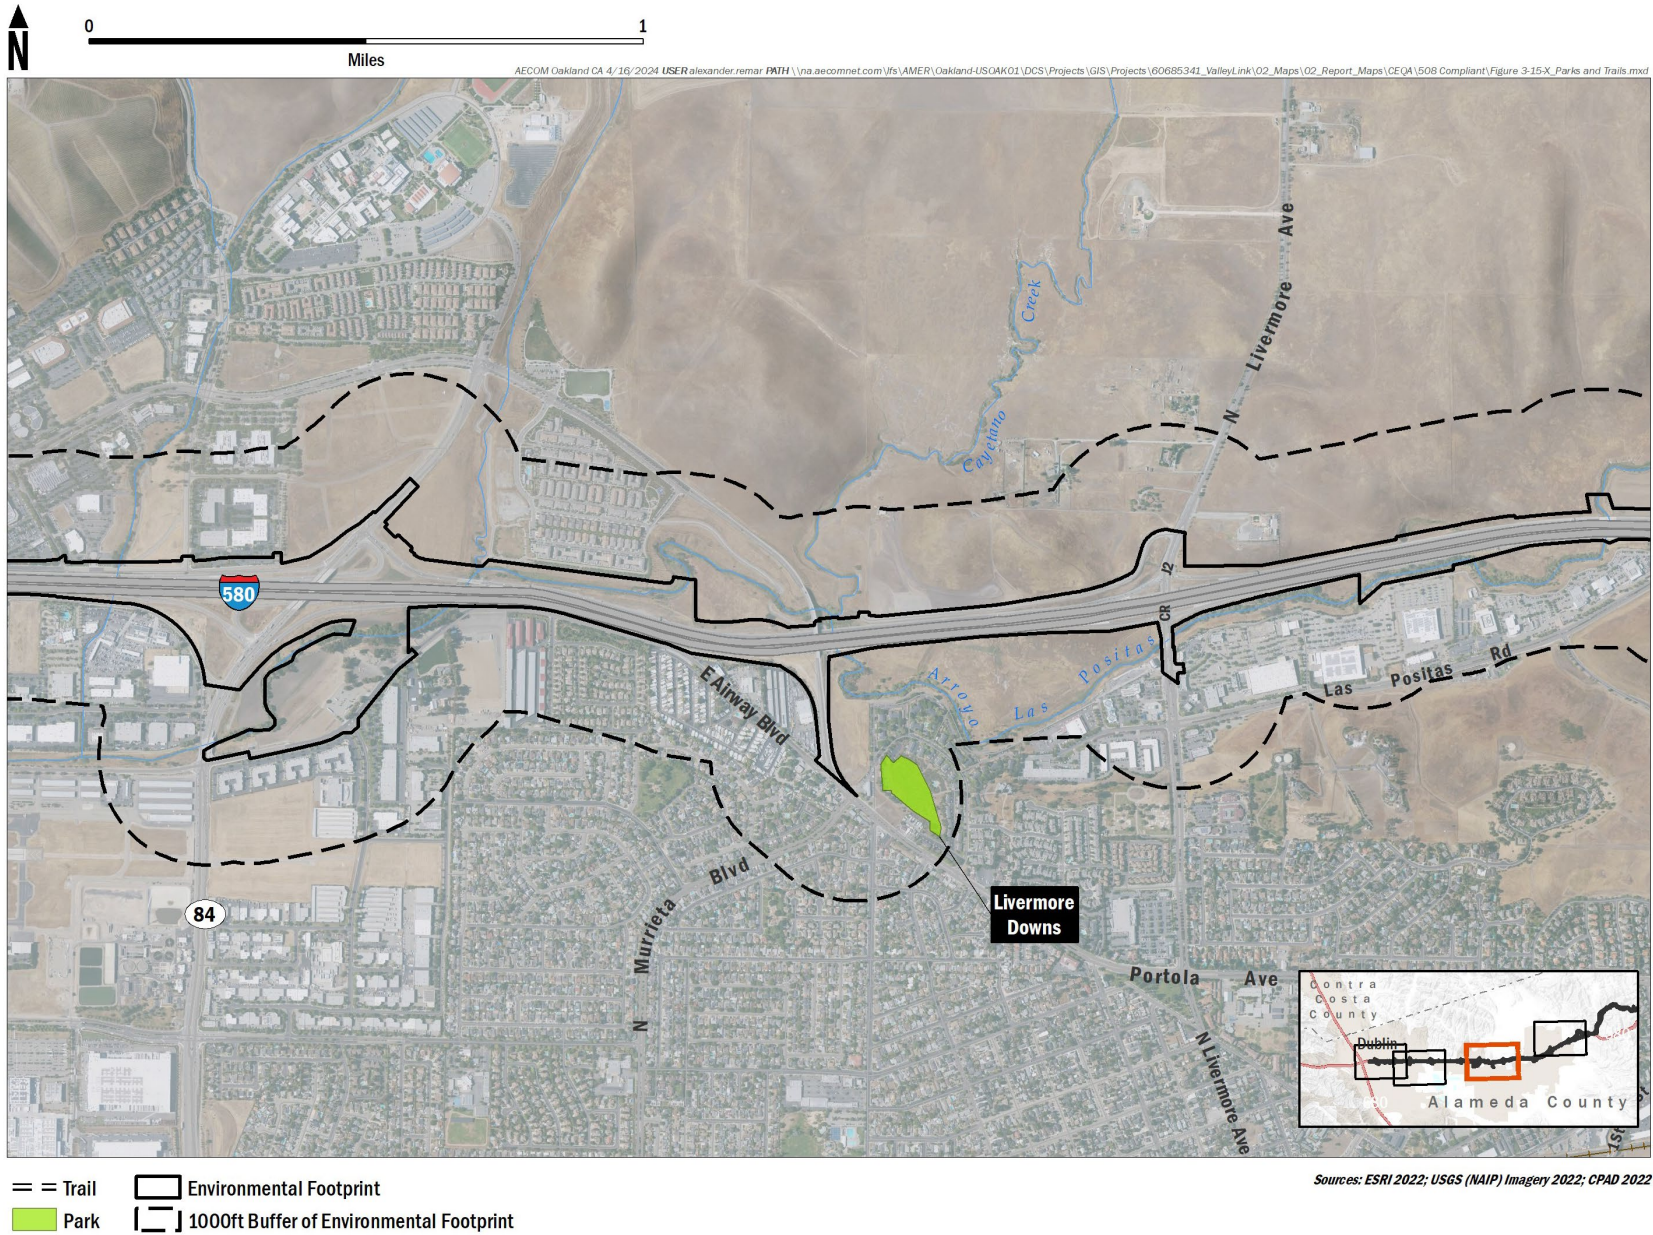 N
0
1
Miles
AECOM Oakland CA 4/16/2024 USER alexander.remar PATH \\na.aecomnet.com\lfs\AMER\Oakland-USOAK01\DCS\Projects\GIS\Projects\60685341_ValleyLink\02_Maps\02_Report_Maps\CEQA\508 Compliant\Figure 3-15-X_Parks and Trails.mxd
N Livermore Ave
Cayetano Creek
580
J2
CR
E Airway Blvd
Arroyo Las Positas
Las Positas Rd
84
N Murrieta Blvd
Livermore
Downs
Portola Ave
N Livermore Ave
1St St
Contra
Costa
County
Dublin
Alameda County
Trail
Environmental Footprint
Park
1000ft Buffer of Environmental Footprint
Sources: ESRI 2022; USGS (NAIP) Imagery 2022; CPAD 2022